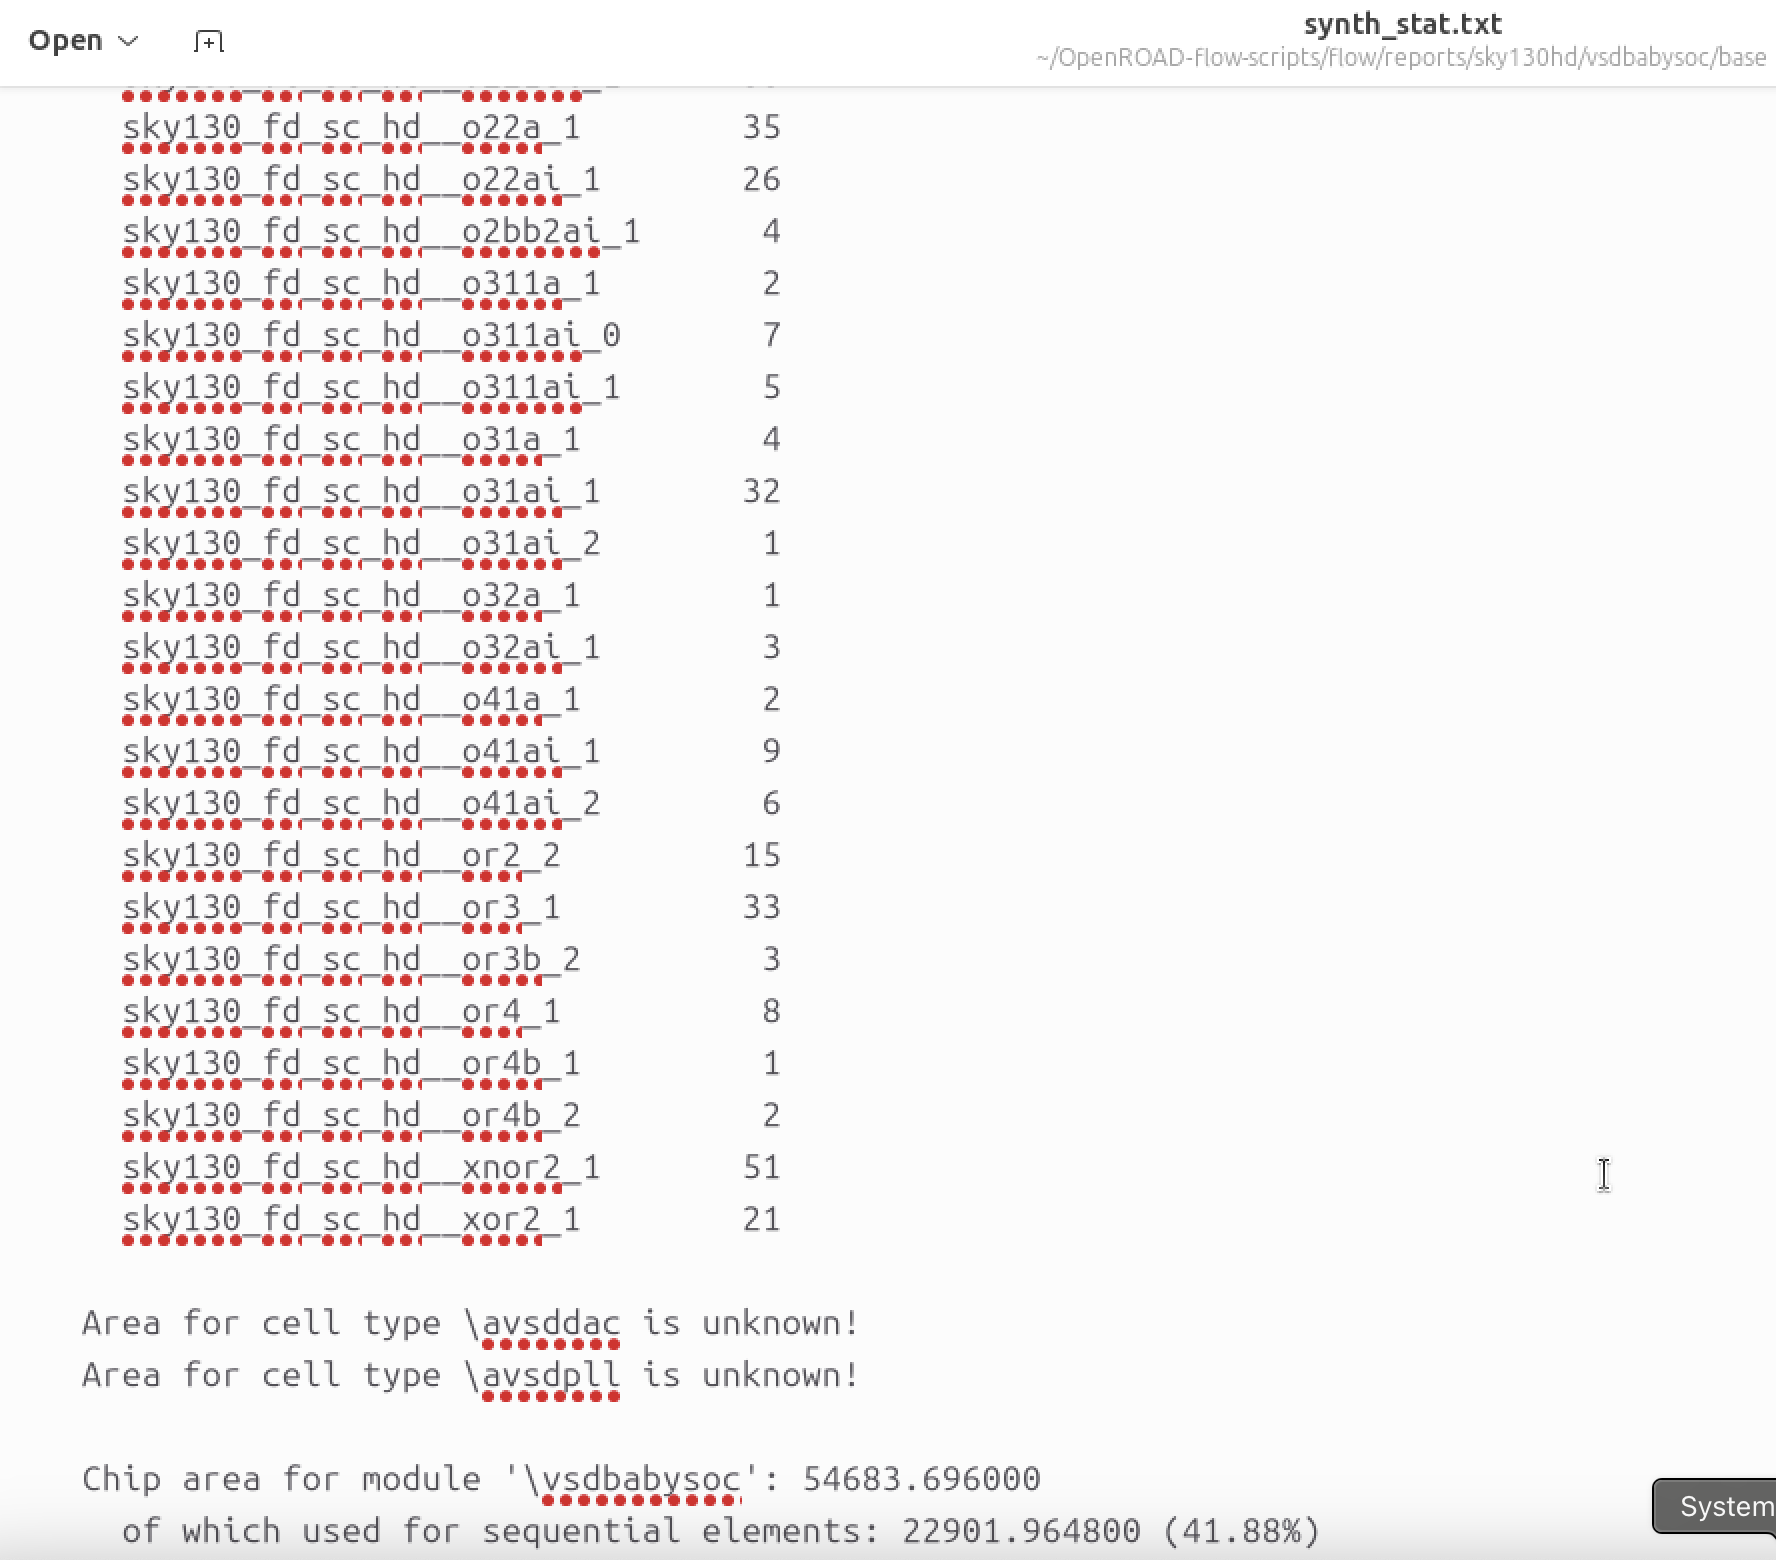 Open
synth_stat.txt
~/OpenROAD-flow-scripts/flow/reports/sky130hd/vsdbabysoc/base
sky130_fd_sc_hd__o22a_1 35
sky130_fd_sc_hd__o22ai_1 26
sky130_fd_sc_hd__o2bb2ai_1 4
sky130_fd_sc_hd__o311a_1 2
sky130_fd_sc_hd__o311ai_0 7
sky130_fd_sc_hd__o311ai_1 5
sky130_fd_sc_hd__o31a_1 4
sky130_fd_sc_hd__o31ai_1 32
sky130_fd_sc_hd__o31ai_2 1
sky130_fd_sc_hd__o32a_1 1
sky130_fd_sc_hd__o32ai_1 3
sky130_fd_sc_hd__o41a_1 2
sky130_fd_sc_hd__o41ai_1 9
sky130_fd_sc_hd__o41ai_2 6
sky130_fd_sc_hd__or2_2 15
sky130_fd_sc_hd__or3_1 33
sky130_fd_sc_hd__or3b_2 3
sky130_fd_sc_hd__or4_1 8
sky130_fd_sc_hd__or4b_1 1
sky130_fd_sc_hd__or4b_2 2
sky130_fd_sc_hd__xnor2_1 51
sky130_fd_sc_hd__xor2_1 21
Area for cell type \avsddac is unknown!
Area for cell type \avsdpll is unknown!
Chip area for module '\vsdbabysoc': 54683.696000
System
of which used for sequential elements: 22901.964800 (41.88%)